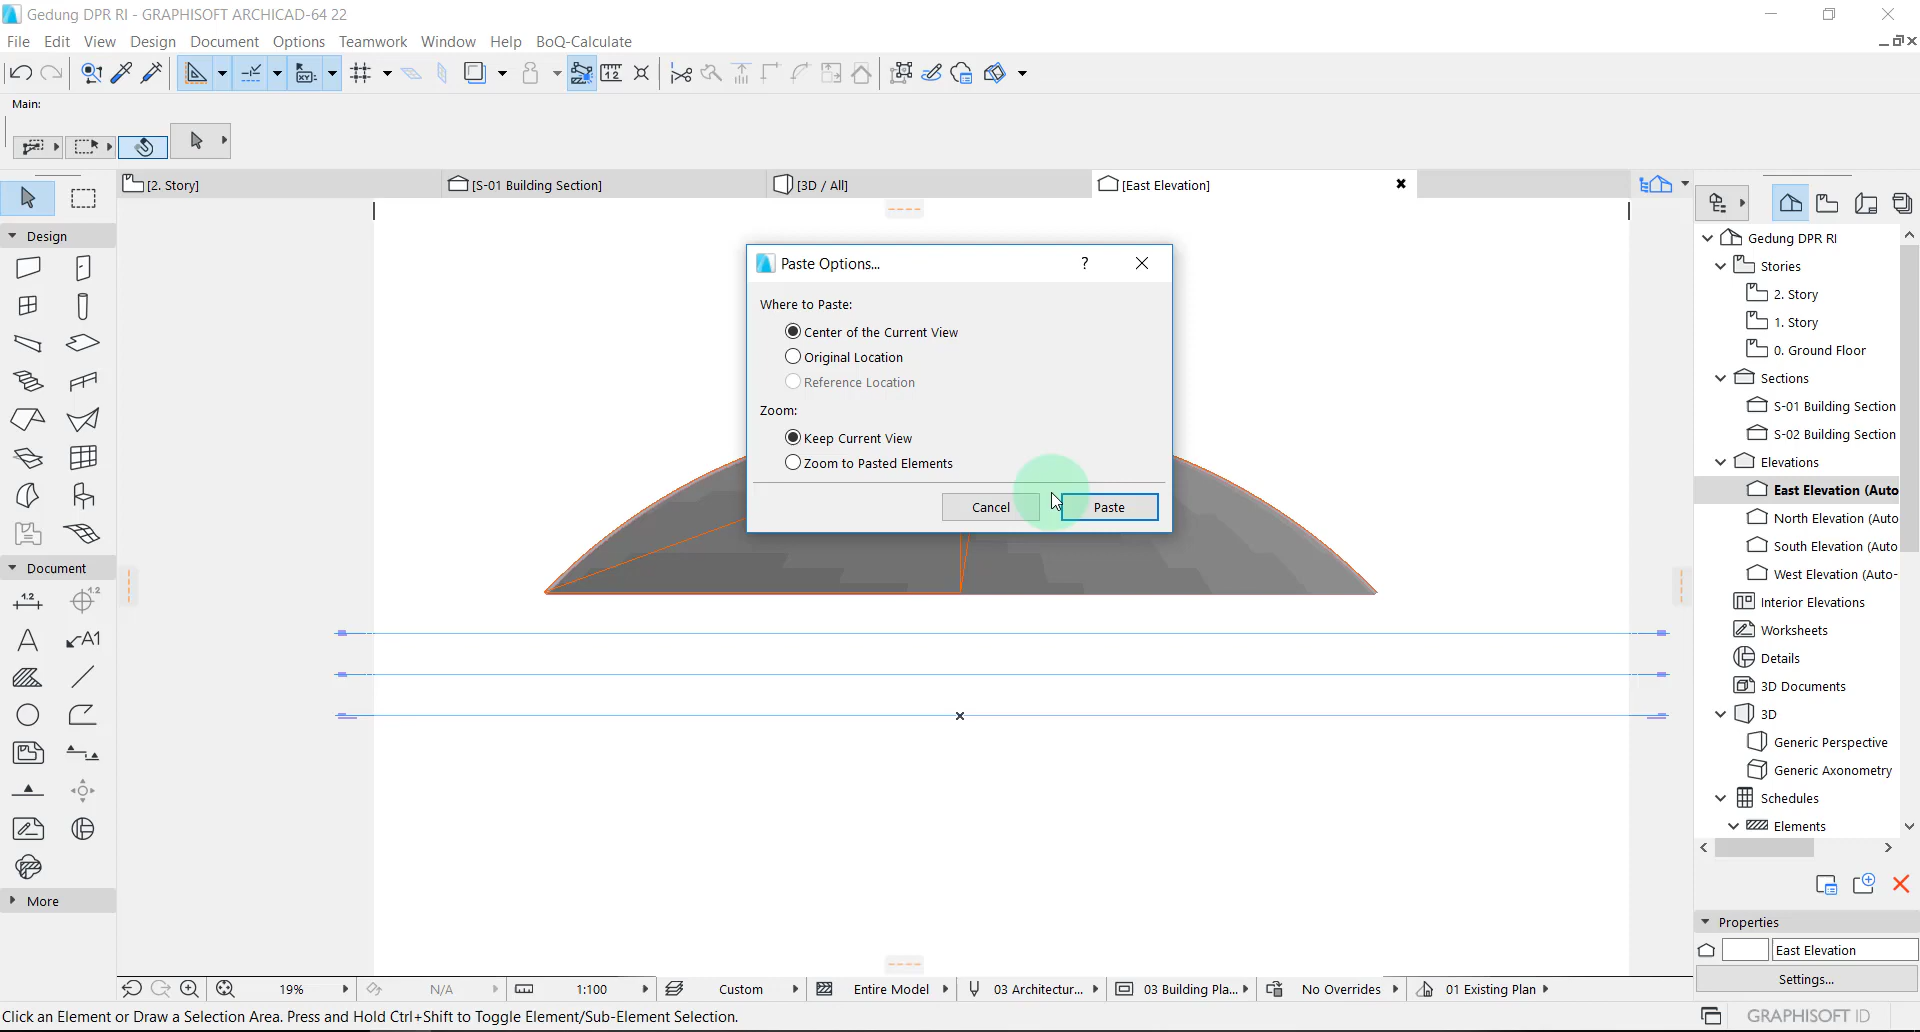 Gedung DPR RI - GRAPHISOFT ARCHICAD-64 22
File Edit View Design Document Options Teamwork Window Help BoQ-Calculate
Main:
[2. Story] [S-01 Building Section] [3D / All] [East Elevation]
Design
Document
More
Paste Options... ?
Where to Paste:
Center of the Current View
Original Location
Reference Location
Zoom:
Keep Current View
Zoom to Pasted Elements
Cancel Paste
Gedung DPR RI
Stories
2. Story
1. Story
0. Ground Floor
Sections
S-01 Building Section
S-02 Building Section
Elevations
East Elevation (Auto
North Elevation (Auto
South Elevation (Auto
West Elevation (Auto-
Interior Elevations
Worksheets
Details
3D Documents
3D
Generic Perspective
Generic Axonometry
Schedules
Elements
Properties
East Elevation
Settings...
19% N/A 1:100 Custom Entire Model 03 Architectur... 03 Building Pla... No Overrides 01 Existing Plan
Click an Element or Draw a Selection Area. Press and Hold Ctrl+Shift to Toggle Element/Sub-Element Selection.
GRAPHISOFT ID